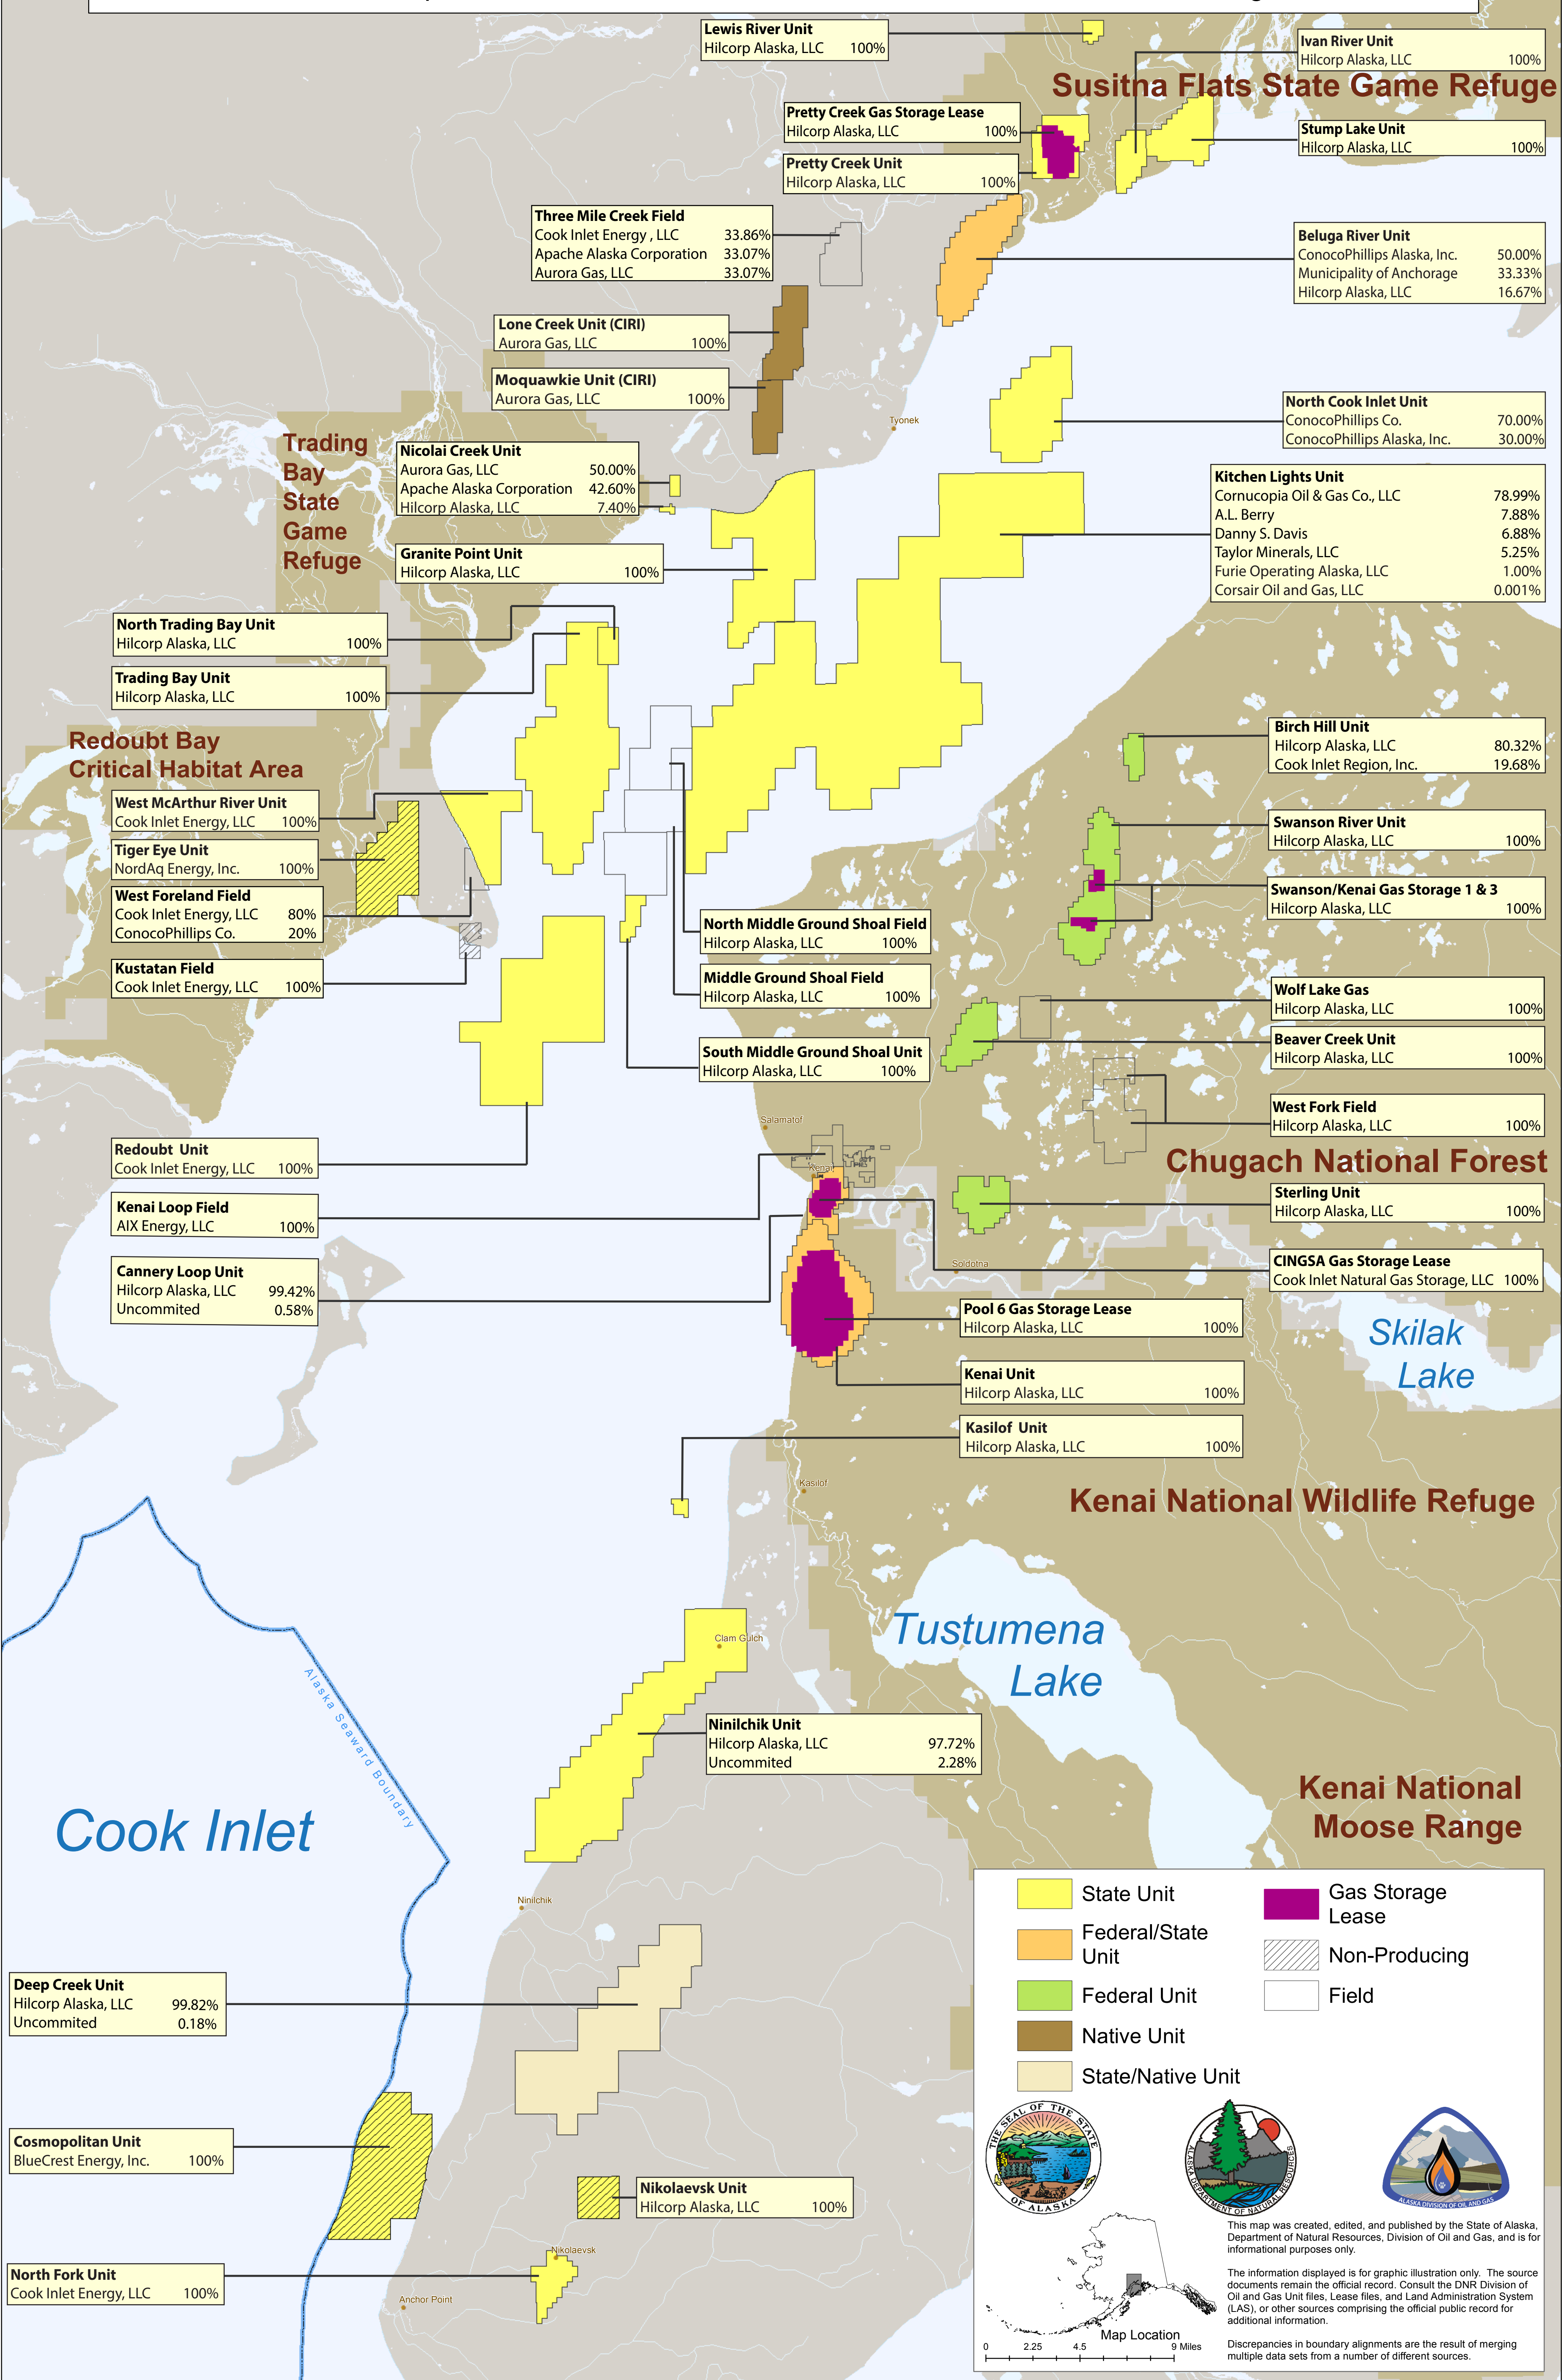 Lewis River Unit
Hilcorp Alaska, LLC 100%
Ivan River Unit
Hilcorp Alaska, LLC 100%
Susitna Flats State Game Refuge
Pretty Creek Gas Storage Lease
Hilcorp Alaska, LLC 100%
Stump Lake Unit
Hilcorp Alaska, LLC 100%
Pretty Creek Unit
Hilcorp Alaska, LLC 100%
Three Mile Creek Field
Cook Inlet Energy , LLC 33.86%
Apache Alaska Corporation 33.07%
Aurora Gas, LLC 33.07%
Beluga River Unit
ConocoPhillips Alaska, Inc. 50.00%
Municipality of Anchorage 33.33%
Hilcorp Alaska, LLC 16.67%
Lone Creek Unit (CIRI)
Aurora Gas, LLC 100%
Moquawkie Unit (CIRI)
Aurora Gas, LLC 100%
Tyonek
North Cook Inlet Unit
ConocoPhillips Co. 70.00%
ConocoPhillips Alaska, Inc. 30.00%
Trading
Bay
State
Game
Refuge
Nicolai Creek Unit
Aurora Gas, LLC 50.00%
Apache Alaska Corporation 42.60%
Hilcorp Alaska, LLC 7.40%
Kitchen Lights Unit
Cornucopia Oil & Gas Co., LLC 78.99%
A.L. Berry 7.88%
Danny S. Davis 6.88%
Taylor Minerals, LLC 5.25%
Furie Operating Alaska, LLC 1.00%
Corsair Oil and Gas, LLC 0.001%
Granite Point Unit
Hilcorp Alaska, LLC 100%
North Trading Bay Unit
Hilcorp Alaska, LLC 100%
Trading Bay Unit
Hilcorp Alaska, LLC 100%
Redoubt Bay
Critical Habitat Area
Birch Hill Unit
Hilcorp Alaska, LLC 80.32%
Cook Inlet Region, Inc. 19.68%
West McArthur River Unit
Cook Inlet Energy, LLC 100%
Tiger Eye Unit
NordAq Energy, Inc. 100%
West Foreland Field
Cook Inlet Energy, LLC 80%
ConocoPhillips Co. 20%
Kustatan Field
Cook Inlet Energy, LLC 100%
Swanson River Unit
Hilcorp Alaska, LLC 100%
Swanson/Kenai Gas Storage 1 & 3
Hilcorp Alaska, LLC 100%
North Middle Ground Shoal Field
Hilcorp Alaska, LLC 100%
Middle Ground Shoal Field
Hilcorp Alaska, LLC 100%
South Middle Ground Shoal Unit
Hilcorp Alaska, LLC 100%
Wolf Lake Gas
Hilcorp Alaska, LLC 100%
Beaver Creek Unit
Hilcorp Alaska, LLC 100%
West Fork Field
Hilcorp Alaska, LLC 100%
Salamatof
Redoubt Unit
Cook Inlet Energy, LLC 100%
Chugach National Forest
Kenai
Kenai Loop Field
AIX Energy, LLC 100%
Sterling Unit
Hilcorp Alaska, LLC 100%
Soldotna
Cannery Loop Unit
Hilcorp Alaska, LLC 99.42%
Uncommited 0.58%
CINGSA Gas Storage Lease
Cook Inlet Natural Gas Storage, LLC 100%
Pool 6 Gas Storage Lease
Hilcorp Alaska, LLC 100%
Skilak
Lake
Kenai Unit
Hilcorp Alaska, LLC 100%
Kasilof Unit
Hilcorp Alaska, LLC 100%
Kasilof
Kenai National Wildlife Refuge
Tustumena
Lake
Clam Gulch
Alaska Seaward Boundary
Ninilchik Unit
Hilcorp Alaska, LLC 97.72%
Uncommited 2.28%
Kenai National
Moose Range
Cook Inlet
Ninilchik
State Unit
Federal/State
Unit
Federal Unit
Native Unit
State/Native Unit
Gas Storage
Lease
Non-Producing
Field
Deep Creek Unit
Hilcorp Alaska, LLC 99.82%
Uncommited 0.18%
Cosmopolitan Unit
BlueCrest Energy, Inc. 100%
Nikolaevsk Unit
Hilcorp Alaska, LLC 100%
Nikolaevsk
North Fork Unit
Cook Inlet Energy, LLC 100%
Anchor Point
THE SEAL OF THE STATE
OF ALASKA
ALASKA DEPARTMENT OF NATURAL RESOURCES
ALASKA DIVISION OF OIL AND GAS
This map was created, edited, and published by the State of Alaska,
Department of Natural Resources, Division of Oil and Gas, and is for
informational purposes only.
The information displayed is for graphic illustration only. The source
documents remain the official record. Consult the DNR Division of
Oil and Gas Unit files, Lease files, and Land Administration System
(LAS), or other sources comprising the official public record for
additional information.
Discrepancies in boundary alignments are the result of merging
multiple data sets from a number of different sources.
Map Location
0 2.25 4.5 9 Miles